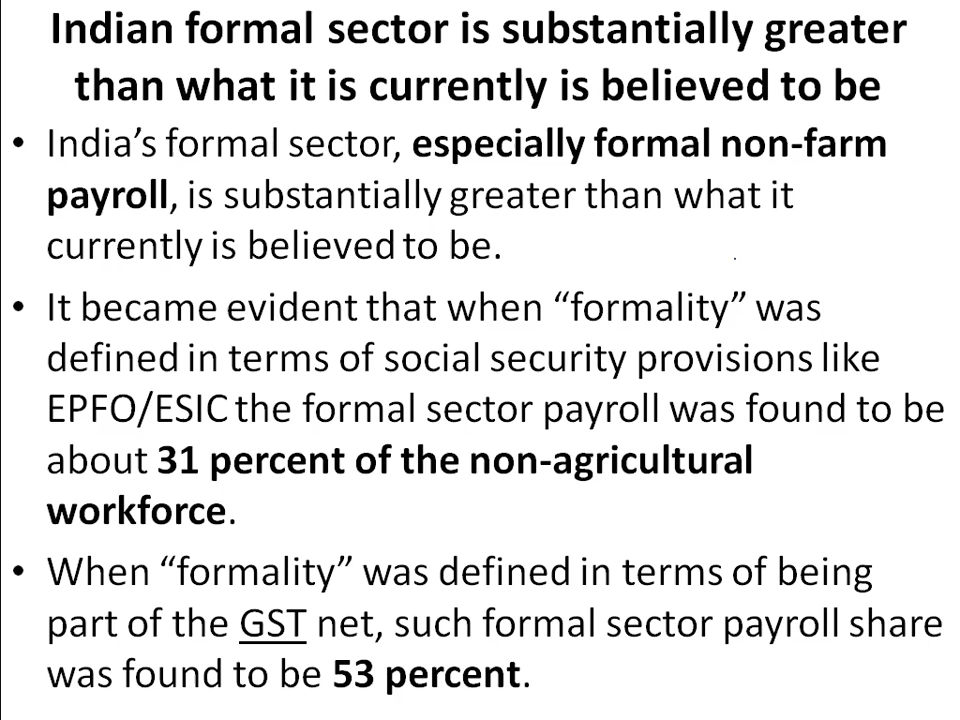 Indian formal sector is substantially greater
than what it is currently is believed to be
• India’s formal sector, especially formal non-farm
payroll, is substantially greater than what it
currently is believed to be.
• It became evident that when “formality” was
defined in terms of social security provisions like
EPFO/ESIC the formal sector payroll was found to be
about 31 percent of the non-agricultural
workforce.
• When “formality” was defined in terms of being
part of the GST net, such formal sector payroll share
was found to be 53 percent.